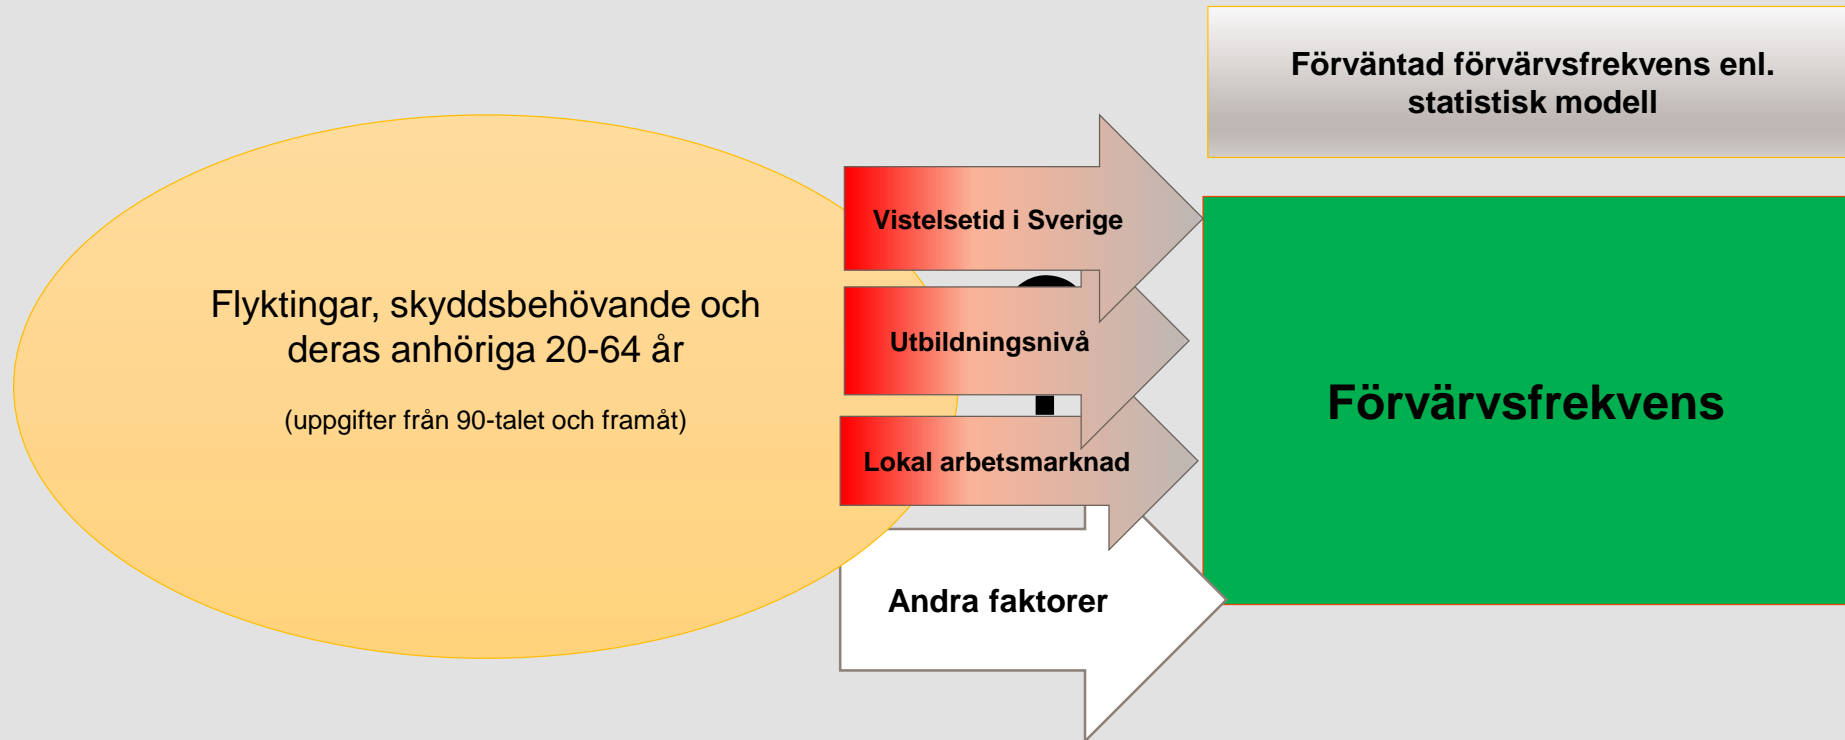 Förväntad förvärvsfrekvens enl.
statistisk modell
Flyktingar, skyddsbehövande och
deras anhöriga 20-64 år
(uppgifter från 90-talet och framåt)
Vistelsetid i Sverige
Utbildningsnivå
Lokal arbetsmarknad
Andra faktorer
Förvärvsfrekvens